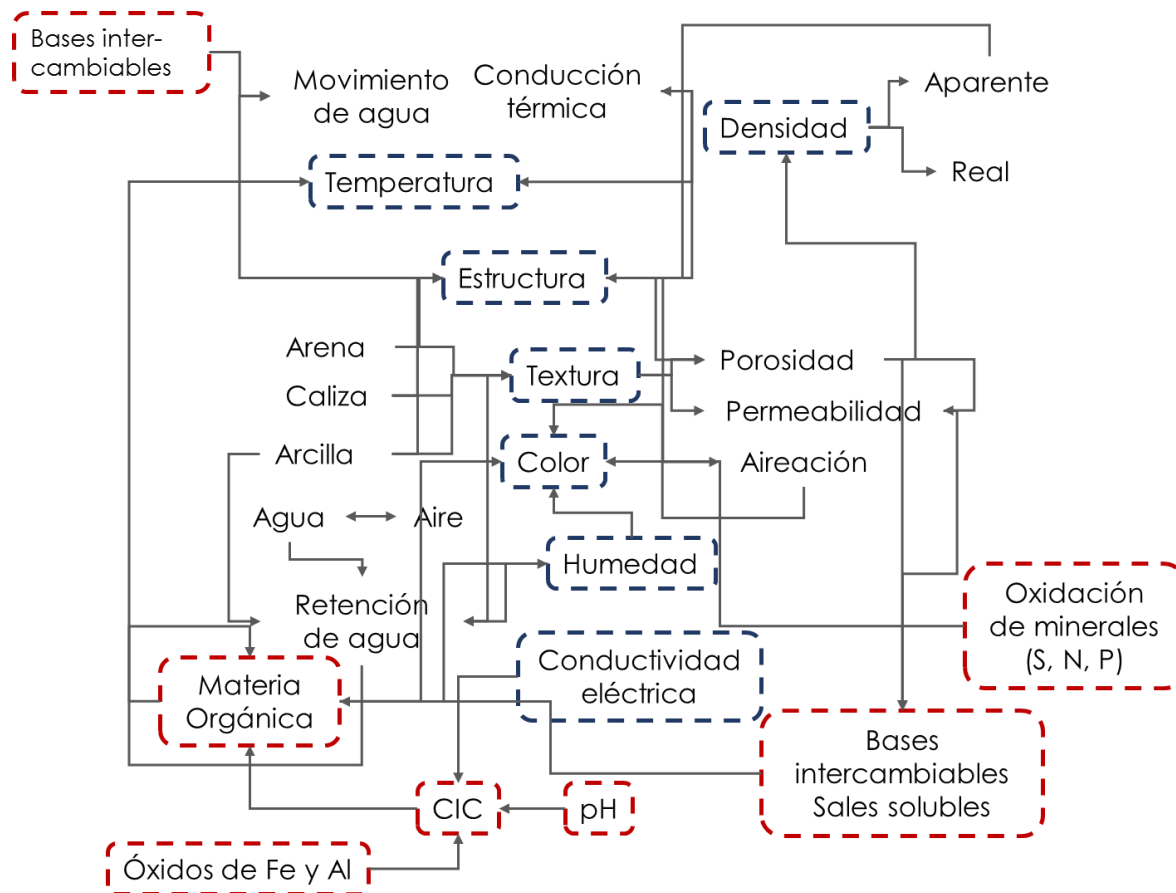 Bases inter-
cambiables
Movimiento
de agua
Conducción
térmica
Aparente
Densidad
Real
Temperatura
Estructura
Arena
Porosidad
Textura
Caliza
Permeabilidad
Arcilla
Color
Aireación
Agua
Aire
Humedad
Retención
de agua
Oxidación
de minerales
(S, N, P)
Conductividad
eléctrica
Materia
Orgánica
Bases
intercambiables
Sales solubles
CIC
pH
Óxidos de Fe y Al